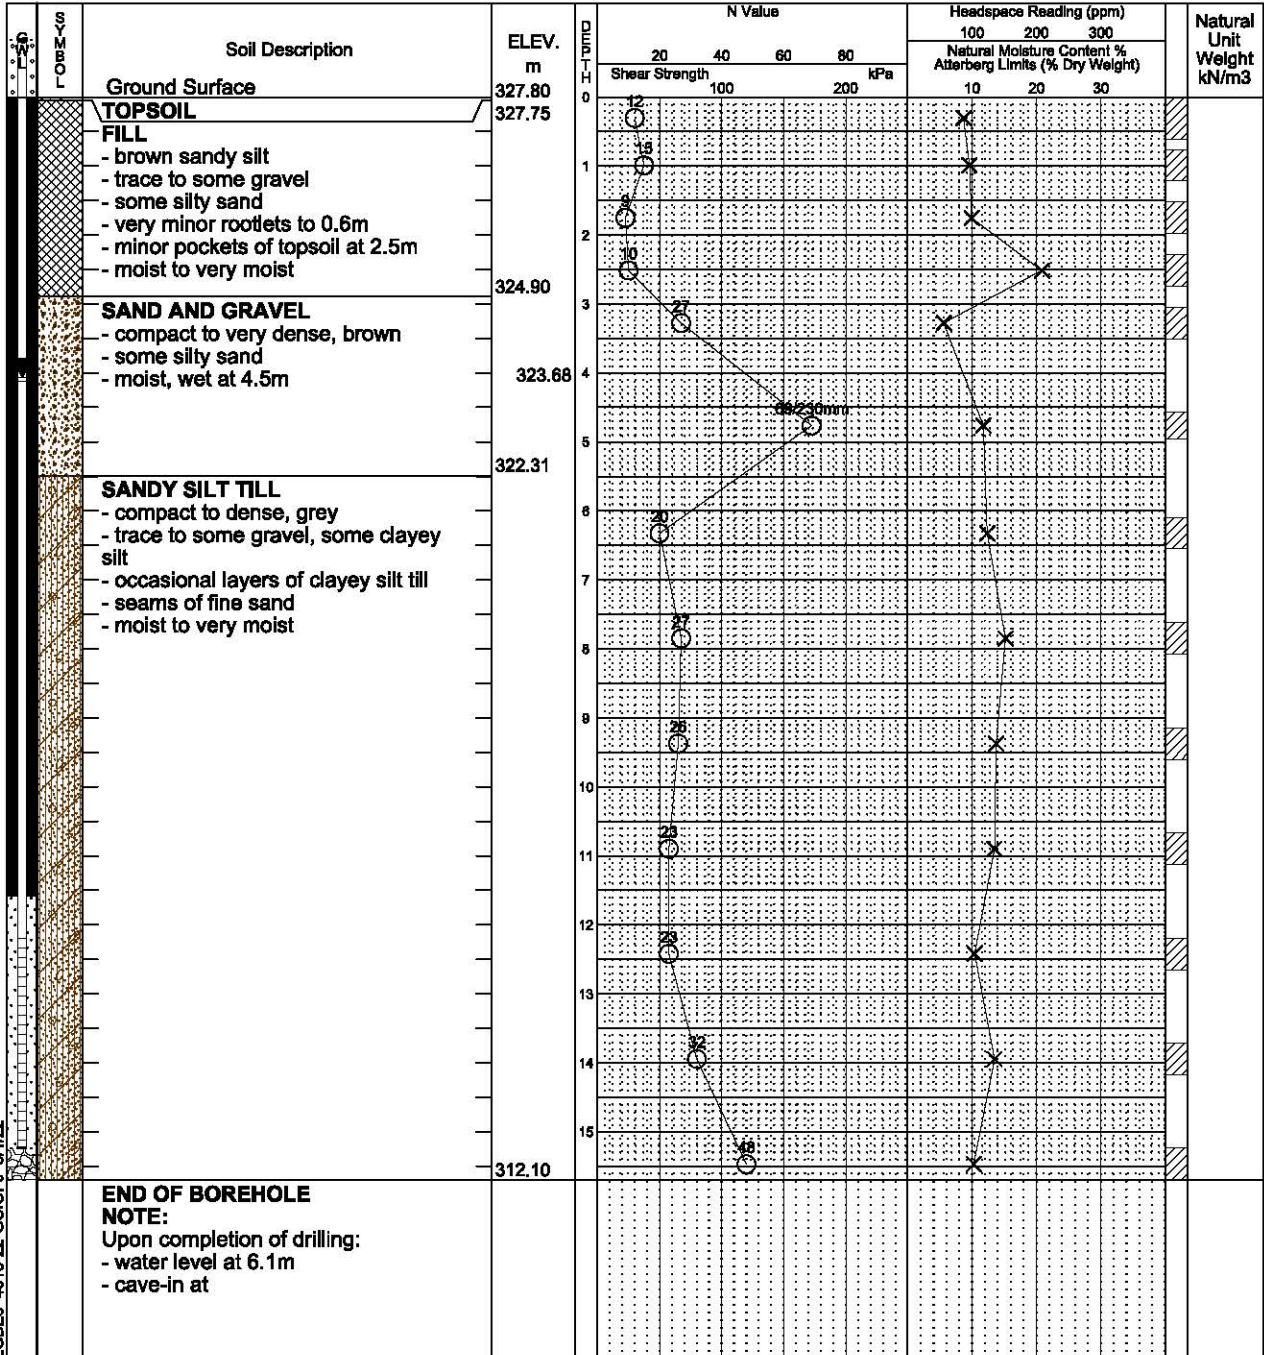 GWL
SYMBOL
Soil Description
ELEV.
m
DEPTH
N Value
20 40 60 80
Shear Strength kPa
100 200
Headspace Reading (ppm)
100 200 300
Natural Moisture Content %
Atterberg Limits (% Dry Weight)
10 20 30
Natural
Unit
Weight
kN/m3
Ground Surface
327.80
0
TOPSOIL
327.75
12
FILL
- brown sandy silt
15
1
- trace to some gravel
- some silty sand
9
- very minor rootlets to 0.6m
2
- minor pockets of topsoil at 2.5m
10
- moist to very moist
324.90
3
SAND AND GRAVEL
27
- compact to very dense, brown
- some silty sand
- moist, wet at 4.5m
323.68
4
69/230mm
5
322.31
SANDY SILT TILL
- compact to dense, grey
6
20
- trace to some gravel, some clayey
silt
- occasional layers of clayey silt till
7
- seams of fine sand
- moist to very moist
27
8
9
26
10
23
11
12
23
13
32
14
15
48
312.10
END OF BOREHOLE
NOTE:
Upon completion of drilling:
- water level at 6.1m
- cave-in at